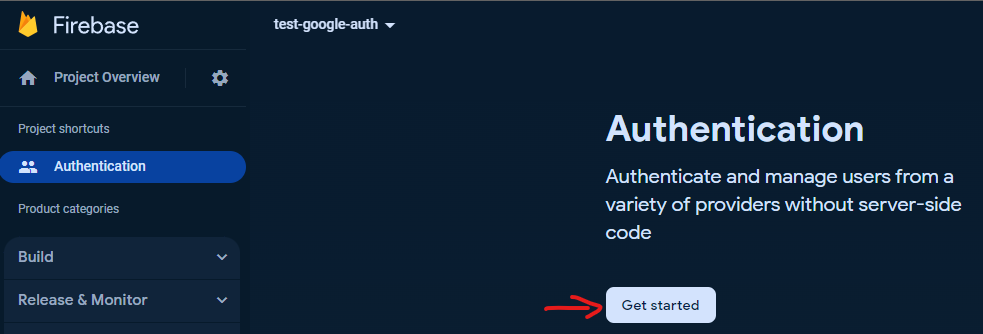 Firebase
test-google-auth
Project Overview
Project shortcuts
Authentication
Product categories
Build
Release & Monitor
Authentication
Authenticate and manage users from a
variety of providers without server-side
code
Get started